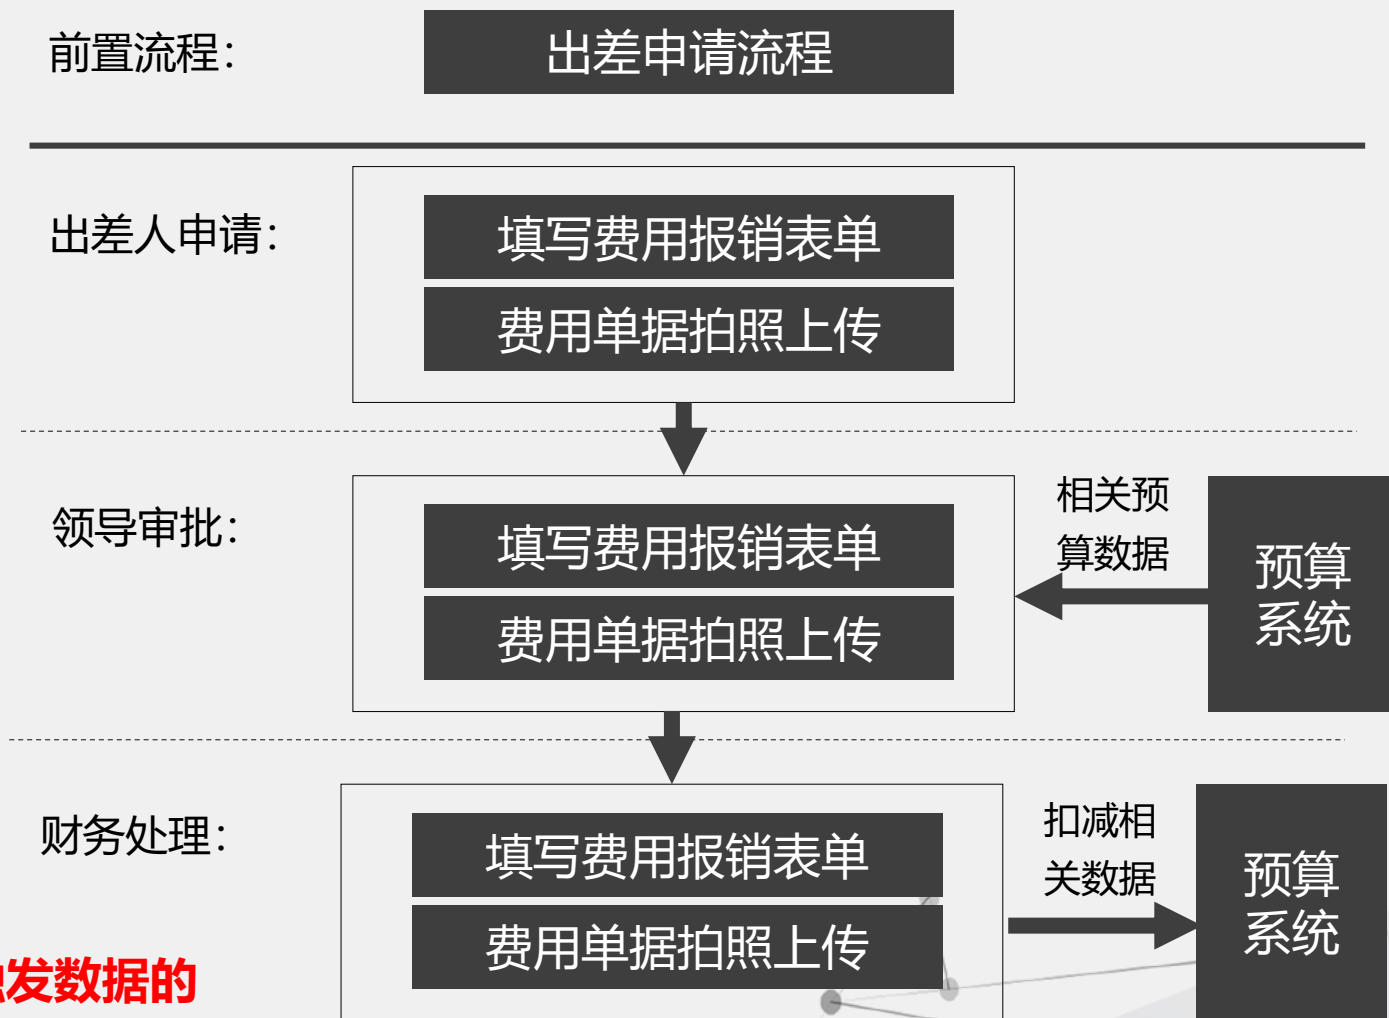 前置流程：
出差申请流程
出差人申请：
填写费用报销表单
费用单据拍照上传
领导审批：
填写费用报销表单
费用单据拍照上传
相关预
算数据
预算
系统
财务处理：
填写费用报销表单
费用单据拍照上传
扣减相
关数据
预算
系统
发数据的